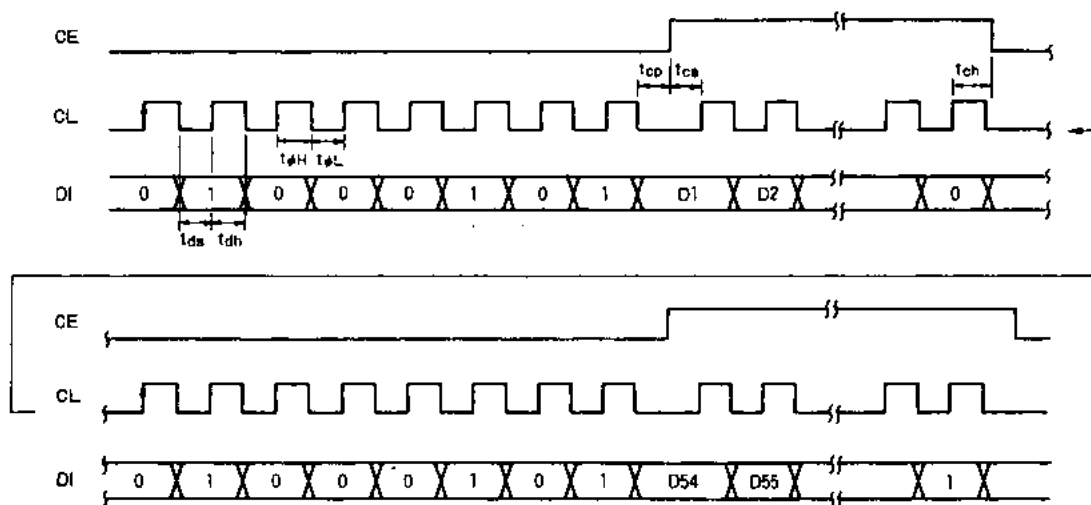 CE
tcp tcs tch
CL
tøH tøL
DI 0 1 0 0 0 1 0 1 D1 D2 0
tds tdh
CE
CL
DI 0 1 0 0 0 1 0 1 D54 D55 1